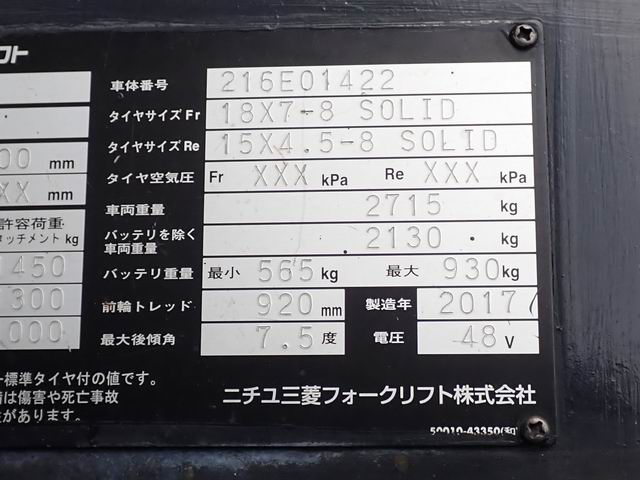 フト
車体番号 216E01422
タイヤサイズ Fr 18X7-8 SOLID
タイヤサイズ Re 15X4.5-8 SOLID
00 mm タイヤ空気圧 Fr XXX kPa Re XXX kPa
XX mm 車両重量 2715 kg
許容荷重 バッテリを除く車両重量 2130 kg
タッチメント kg
1450 バッテリ重量 最小 565 kg 最大 930 kg
300 前輪トレッド 920 mm 製造年 2017
000 最大後傾角 7.5 度 電圧 48 V
標準タイヤ付の値です。
は傷害や死亡事故
があります。
ニチユ三菱フォークリフト株式会社
50010-43350(和)